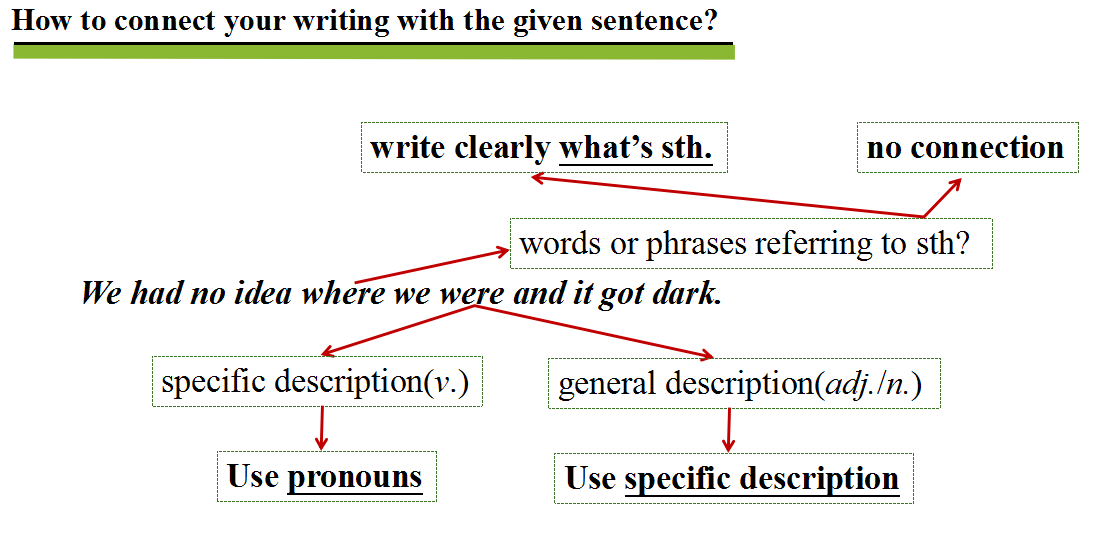 How to connect your writing with the given sentence?
write clearly what's sth.
no connection
words or phrases referring to sth?
We had no idea where we were and it got dark.
specific description(v.)
general description(adj./n.)
Use pronouns
Use specific description